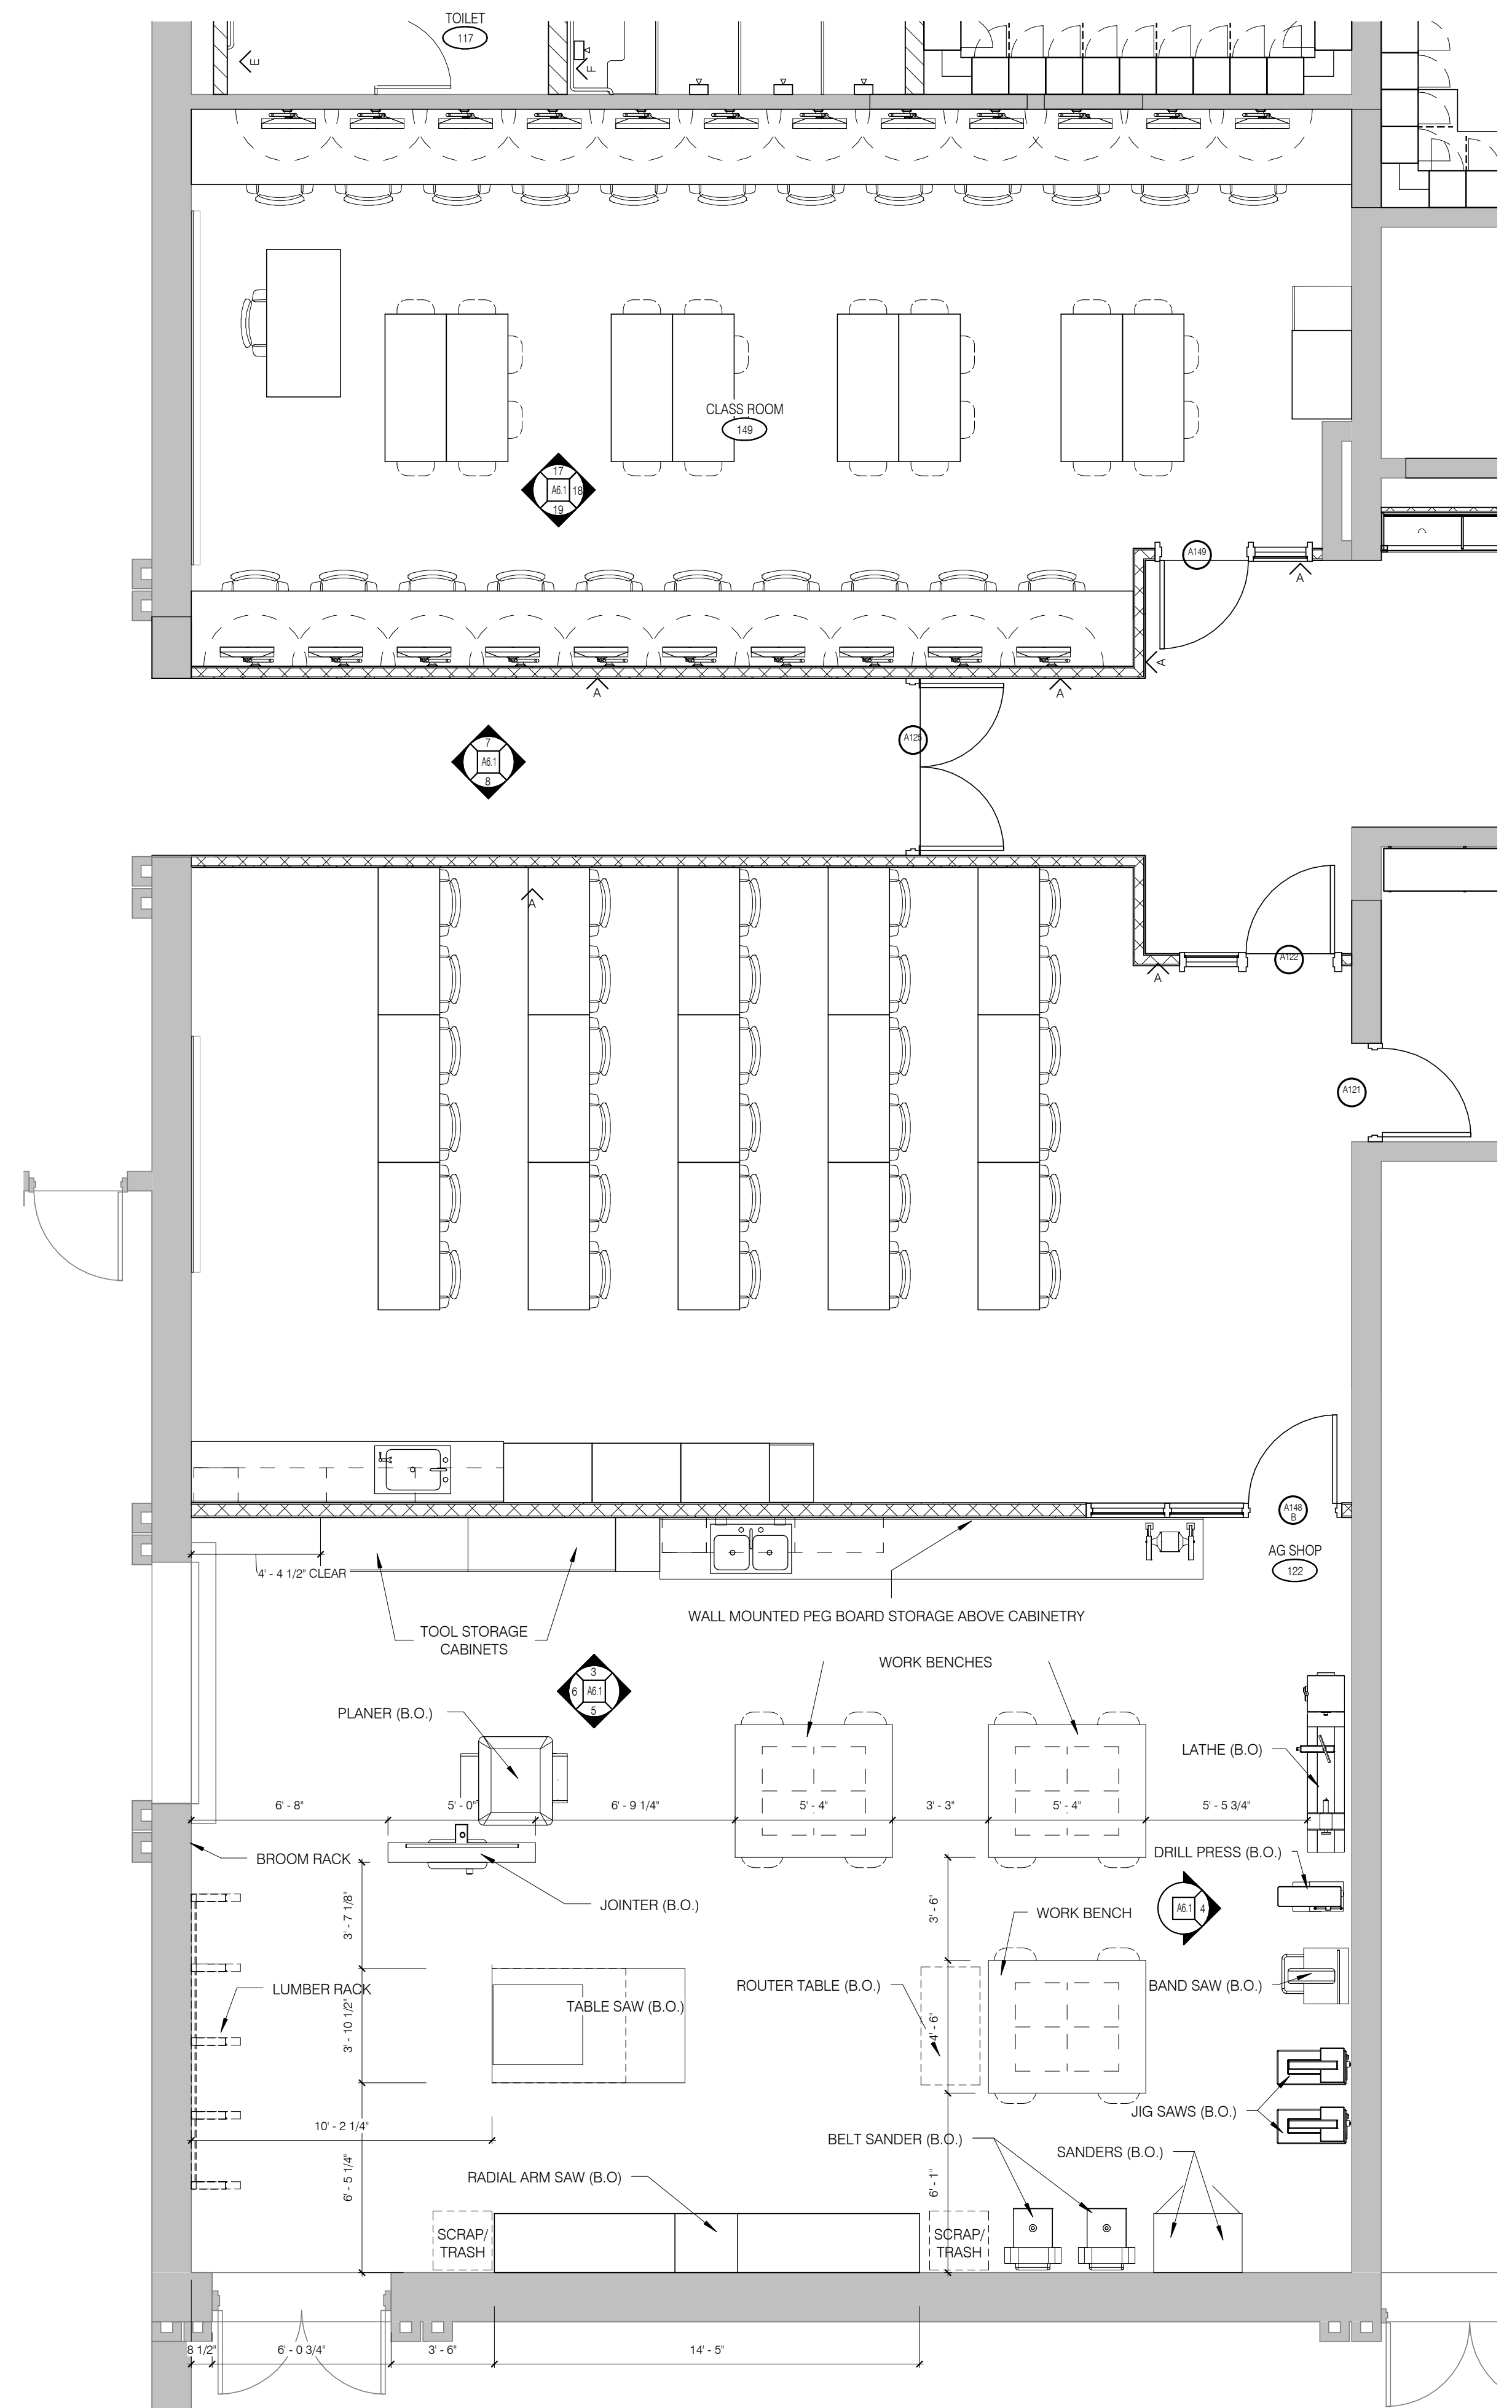 TOILET
117
E
F
CLASS ROOM
149
17
A6.1
18
19
A149
A
A
A
A
A125
7
A6.1
8
A
A122
A
A121
A148
B
AG SHOP
122
4' - 4 1/2" CLEAR
WALL MOUNTED PEG BOARD STORAGE ABOVE CABINETRY
TOOL STORAGE
CABINETS
WORK BENCHES
3
6
A6.1
5
PLANER (B.O.)
LATHE (B.O)
6' - 8"
5' - 0"
6' - 9 1/4"
5' - 4"
3' - 3"
5' - 4"
5' - 5 3/4"
BROOM RACK
DRILL PRESS (B.O.)
JOINTER (B.O.)
3' - 7 1/8"
3' - 6"
WORK BENCH
A6.1
4
LUMBER RACK
ROUTER TABLE (B.O.)
BAND SAW (B.O.)
TABLE SAW (B.O.)
3' - 10 1/2"
4' - 6"
10' - 2 1/4"
JIG SAWS (B.O.)
BELT SANDER (B.O.)
SANDERS (B.O.)
6' - 5 1/4"
RADIAL ARM SAW (B.O)
6' - 1"
SCRAP/
TRASH
SCRAP/
TRASH
8 1/2"
6' - 0 3/4"
3' - 6"
14' - 5"